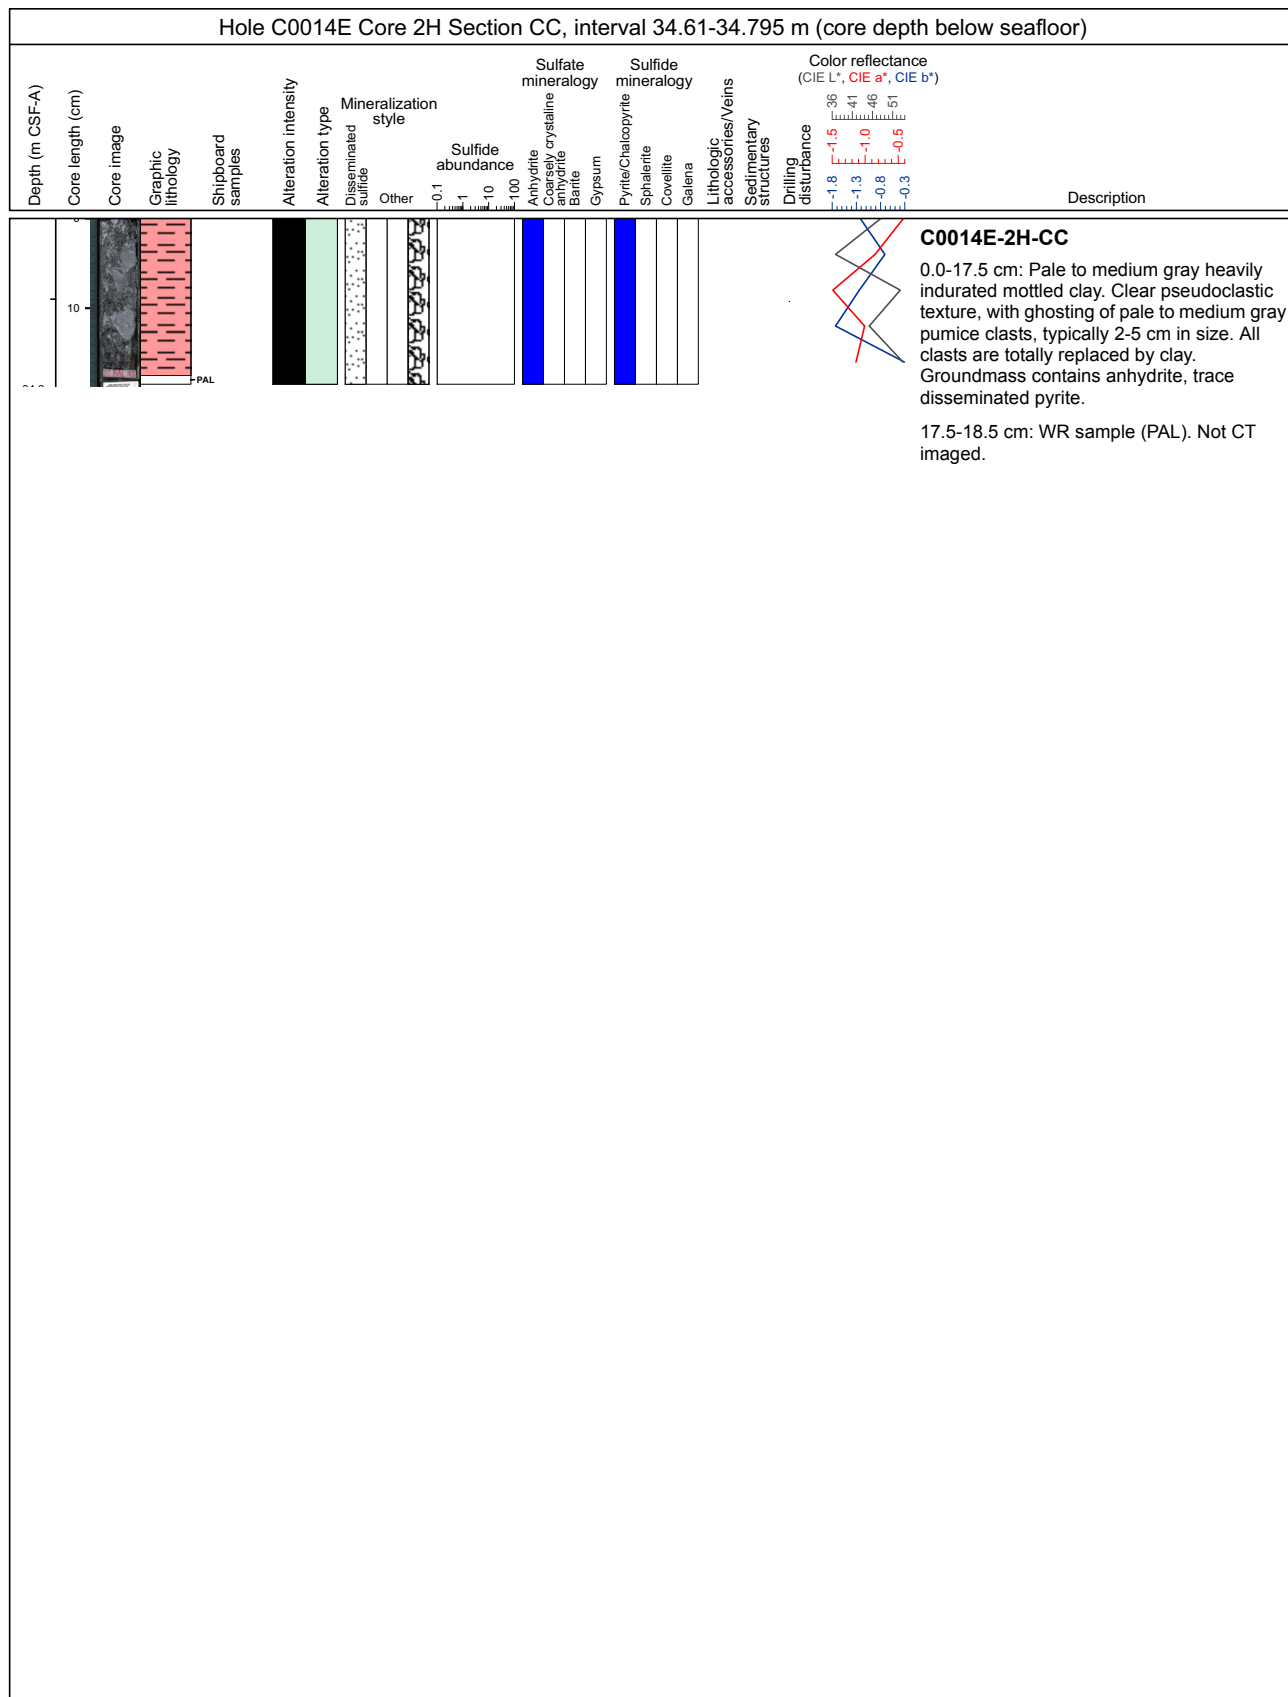 Hole C0014E Core 2H Section CC, interval 34.61-34.795 m (core depth below seafloor)
Depth (m CSF-A)
Core length (cm)
Core image
Graphic
lithology
Shipboard
samples
Alteration intensity
Alteration type
Mineralization
style
Disseminated
sulfide
Other
Sulfide
abundance
0.1
1
10
100
Sulfate
mineralogy
Anhydrite
Coarsely crystaline
anhydrite
Barite
Gypsum
Sulfide
mineralogy
Pyrite/Chalcopyrite
Sphalerite
Covellite
Galena
Lithologic
accessories/Veins
Sedimentary
structures
Drilling
disturbance
Color reflectance
(CIE L*, CIE a*, CIE b*)
36 41 46 51
-1.5 -1.0 -0.5
-1.8 -1.3 -0.8 -0.3
Description
10
PAL
C0014E-2H-CC
0.0-17.5 cm: Pale to medium gray heavily
indurated mottled clay. Clear pseudoclastic
texture, with ghosting of pale to medium gray
pumice clasts, typically 2-5 cm in size. All
clasts are totally replaced by clay.
Groundmass contains anhydrite, trace
disseminated pyrite.
17.5-18.5 cm: WR sample (PAL). Not CT
imaged.